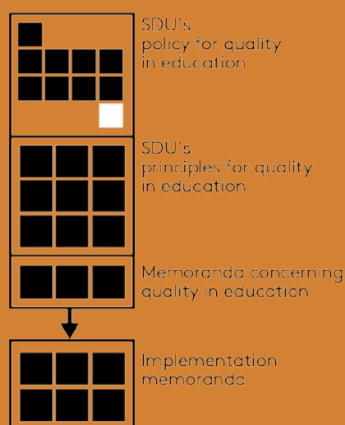 SDU's
policy for quality
in education
SDU's
principles for quality
in education
Memoranda concerning
quality in education
Implementation
memoranda